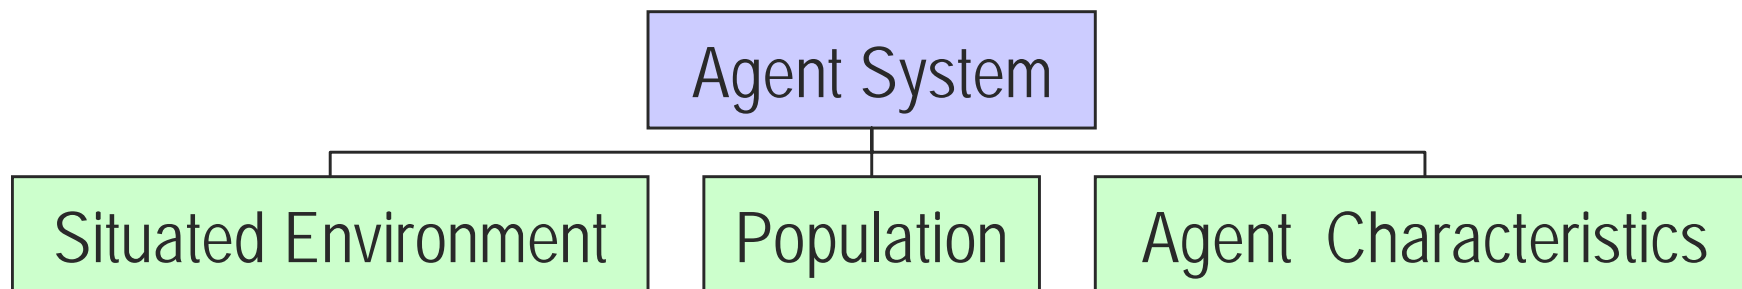 Agent System
Situated Environment
Population
Agent Characteristics